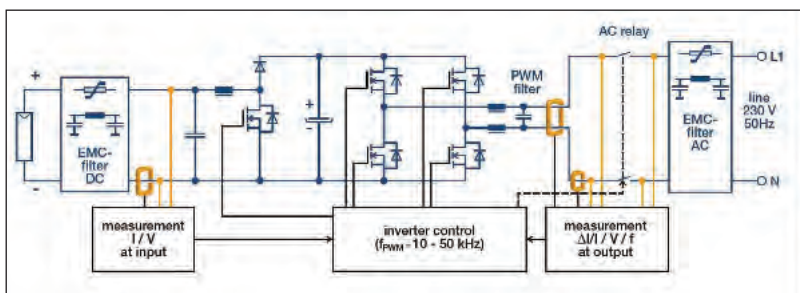 +
-
EMC-
filter
DC
+
-
PWM
filter
AC relay
EMC-
filter
AC
L1
line
230 V
50Hz
N
measurement
I / V
at input
inverter control
(fPWM = 10 - 50 kHz)
measurement
ΔI/I / V / f
at output